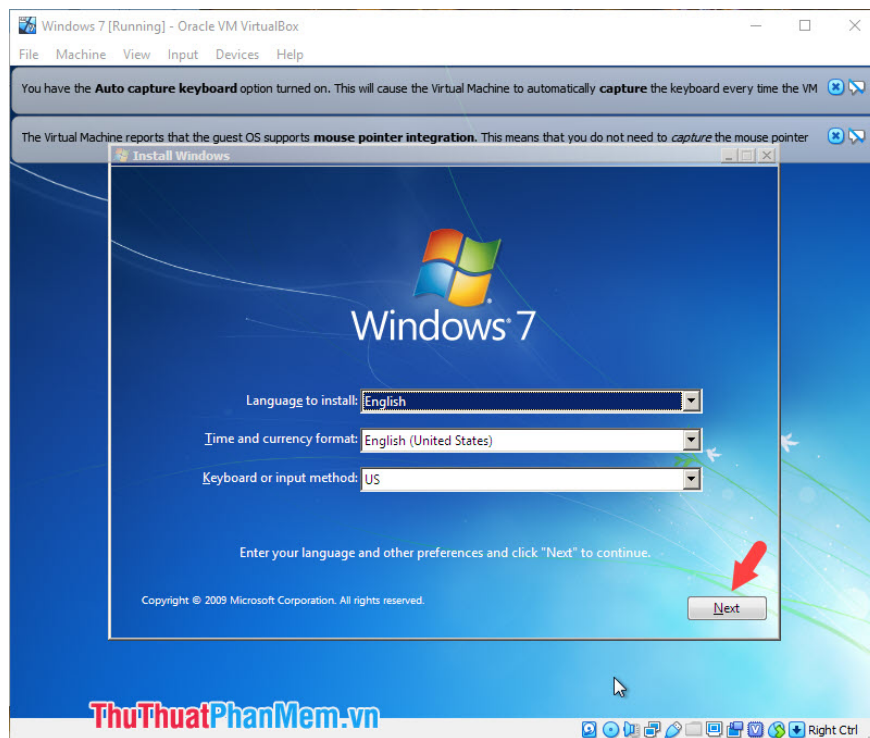 Windows 7 [Running] - Oracle VM VirtualBox
File Machine View Input Devices Help
You have the Auto capture keyboard option turned on. This will cause the Virtual Machine to automatically capture the keyboard every time the VM
The Virtual Machine reports that the guest OS supports mouse pointer integration. This means that you do not need to capture the mouse pointer
Install Windows
Windows® 7
Language to install: English
Time and currency format: English (United States)
Keyboard or input method: US
Enter your language and other preferences and click "Next" to continue.
Copyright © 2009 Microsoft Corporation. All rights reserved.
Next
ThuThuatPhanMem.vn
Right Ctrl